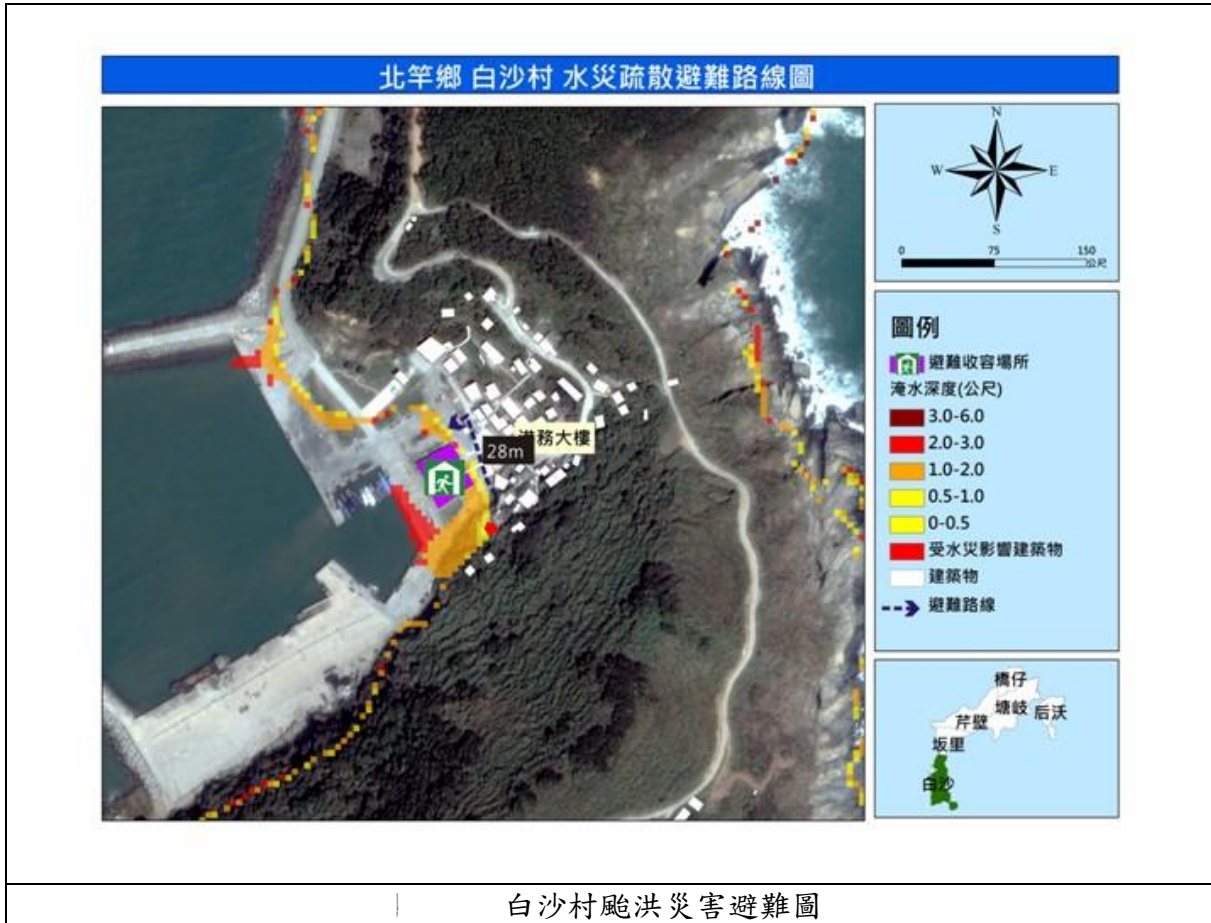 北竿鄉 白沙村 水災疏散避難路線圖
N
W
E
S
0
75
150
公尺
港務大樓
28m
圖例
避難收容場所
淹水深度(公尺)
3.0-6.0
2.0-3.0
1.0-2.0
0.5-1.0
0-0.5
受水災影響建築物
建築物
避難路線
橋仔
塘岐
后沃
芹壁
坂里
白沙
白沙村颱洪災害避難圖